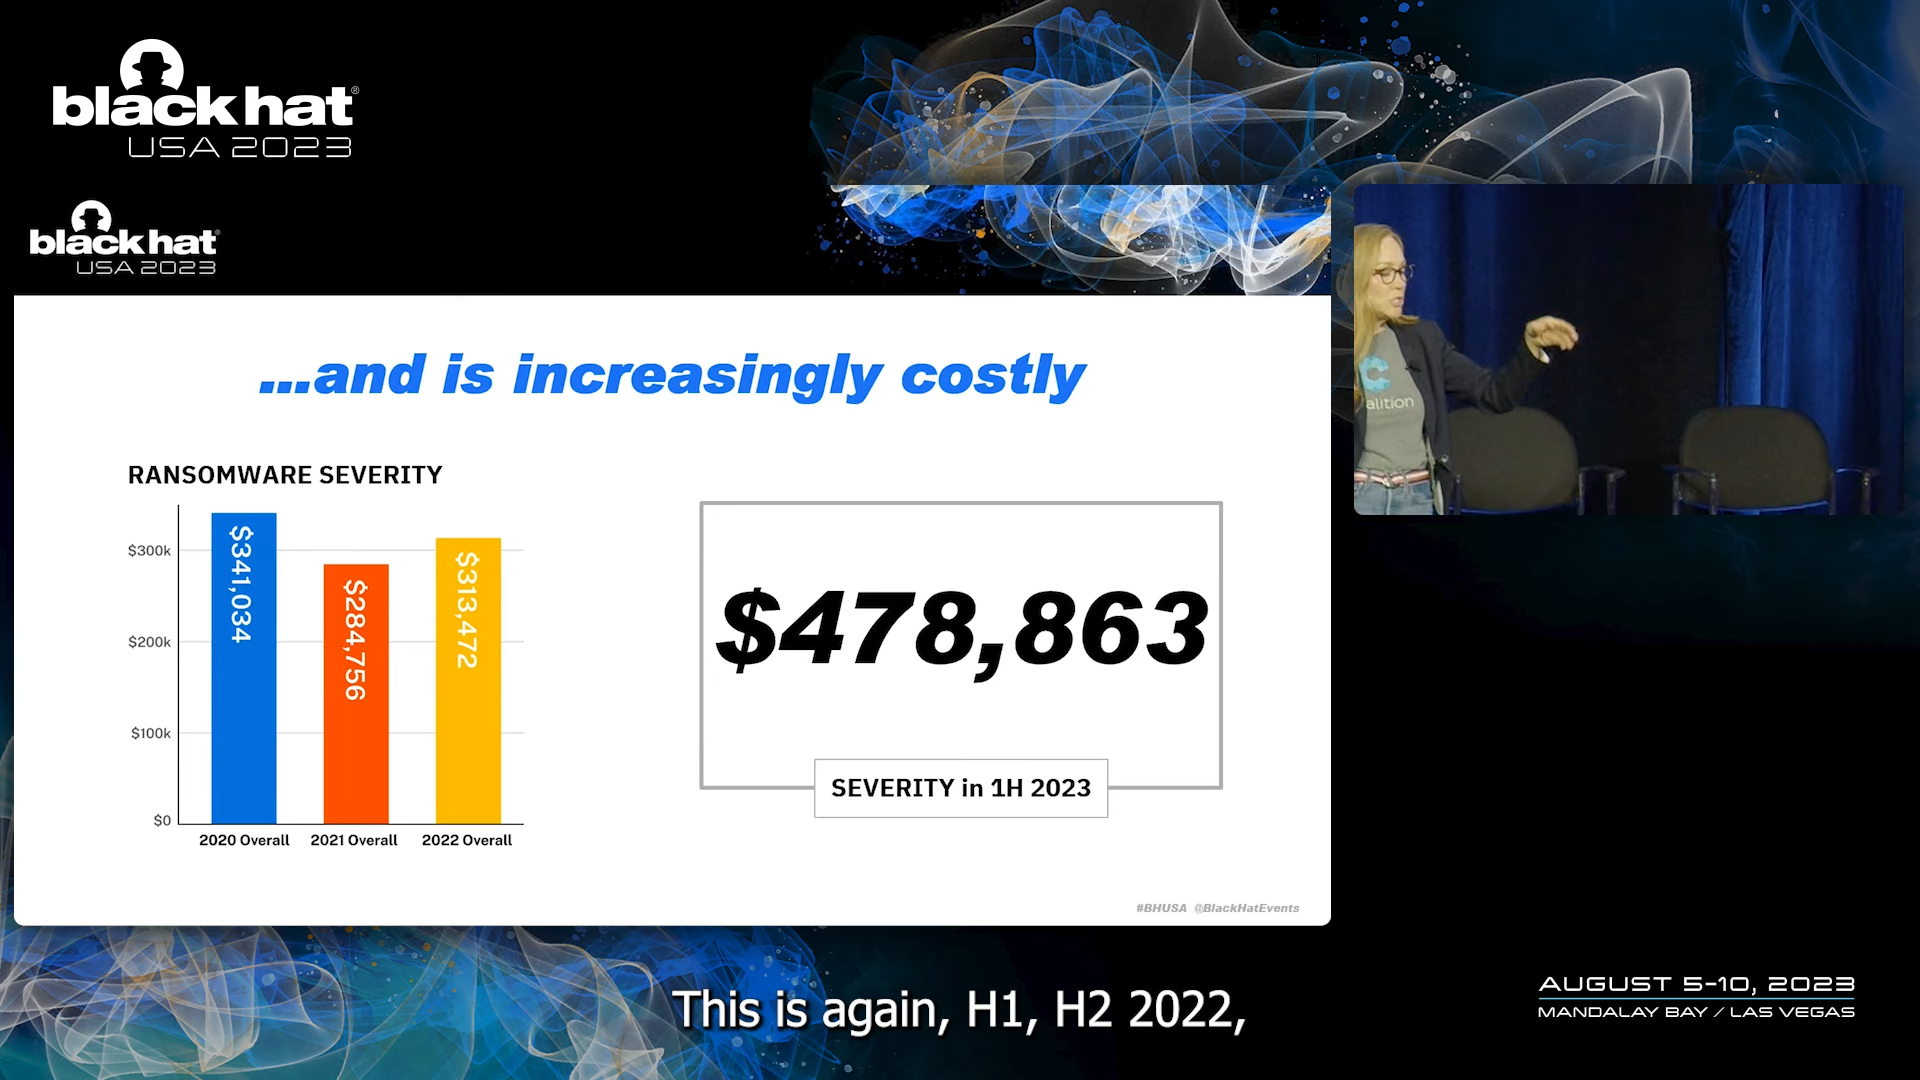 black hat®
USA 2023
black hat®
USA 2023
...and is increasingly costly
RANSOMWARE SEVERITY
$300k
$200k
$100k
$0
$341,034
$284,756
$313,472
2020 Overall
2021 Overall
2022 Overall
$478,863
SEVERITY in 1H 2023
#BHUSA @BlackHatEvents
alition
This is again, H1, H2 2022,
AUGUST 5-10, 2023
MANDALAY BAY / LAS VEGAS